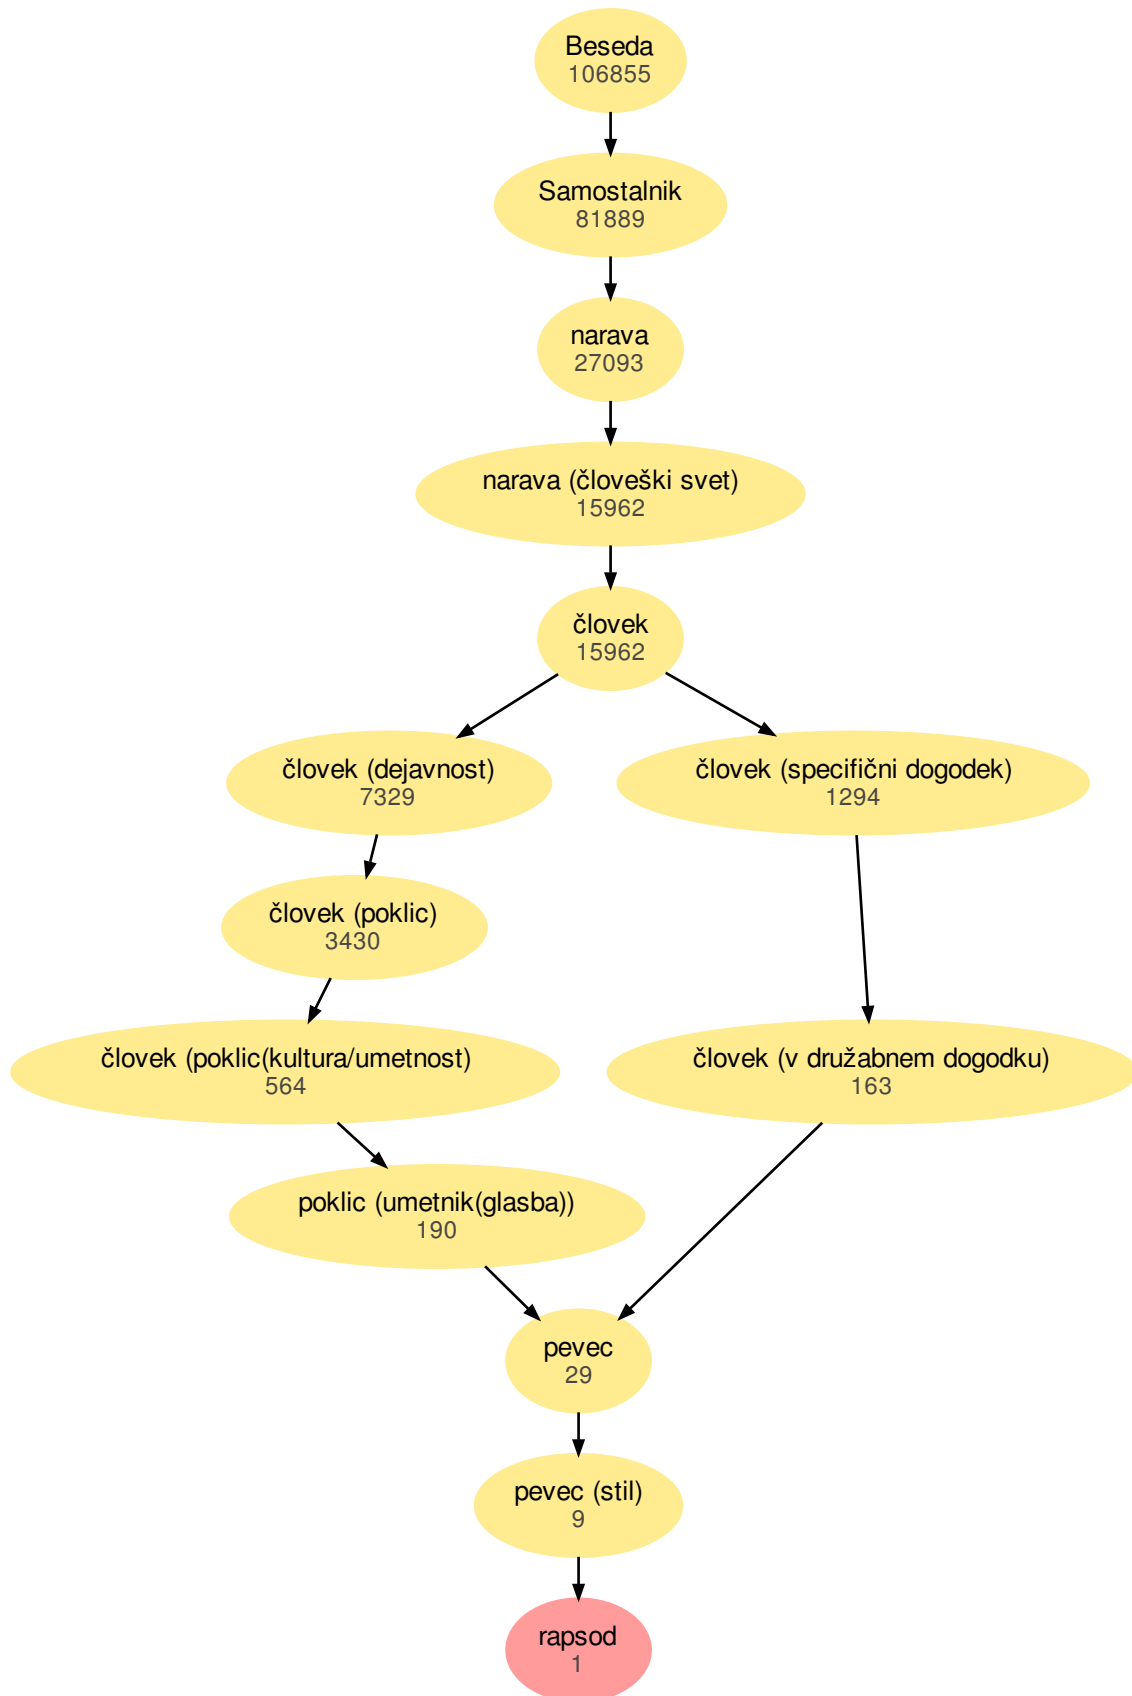 Beseda
106855
Samostalnik
81889
narava
27093
narava (človeški svet)
15962
človek
15962
človek (dejavnost)
7329
človek (specifični dogodek)
1294
človek (poklic)
3430
človek (poklic(kultura/umetnost)
564
človek (v družabnem dogodku)
163
poklic (umetnik(glasba))
190
pevec
29
pevec (stil)
9
rapsod
1